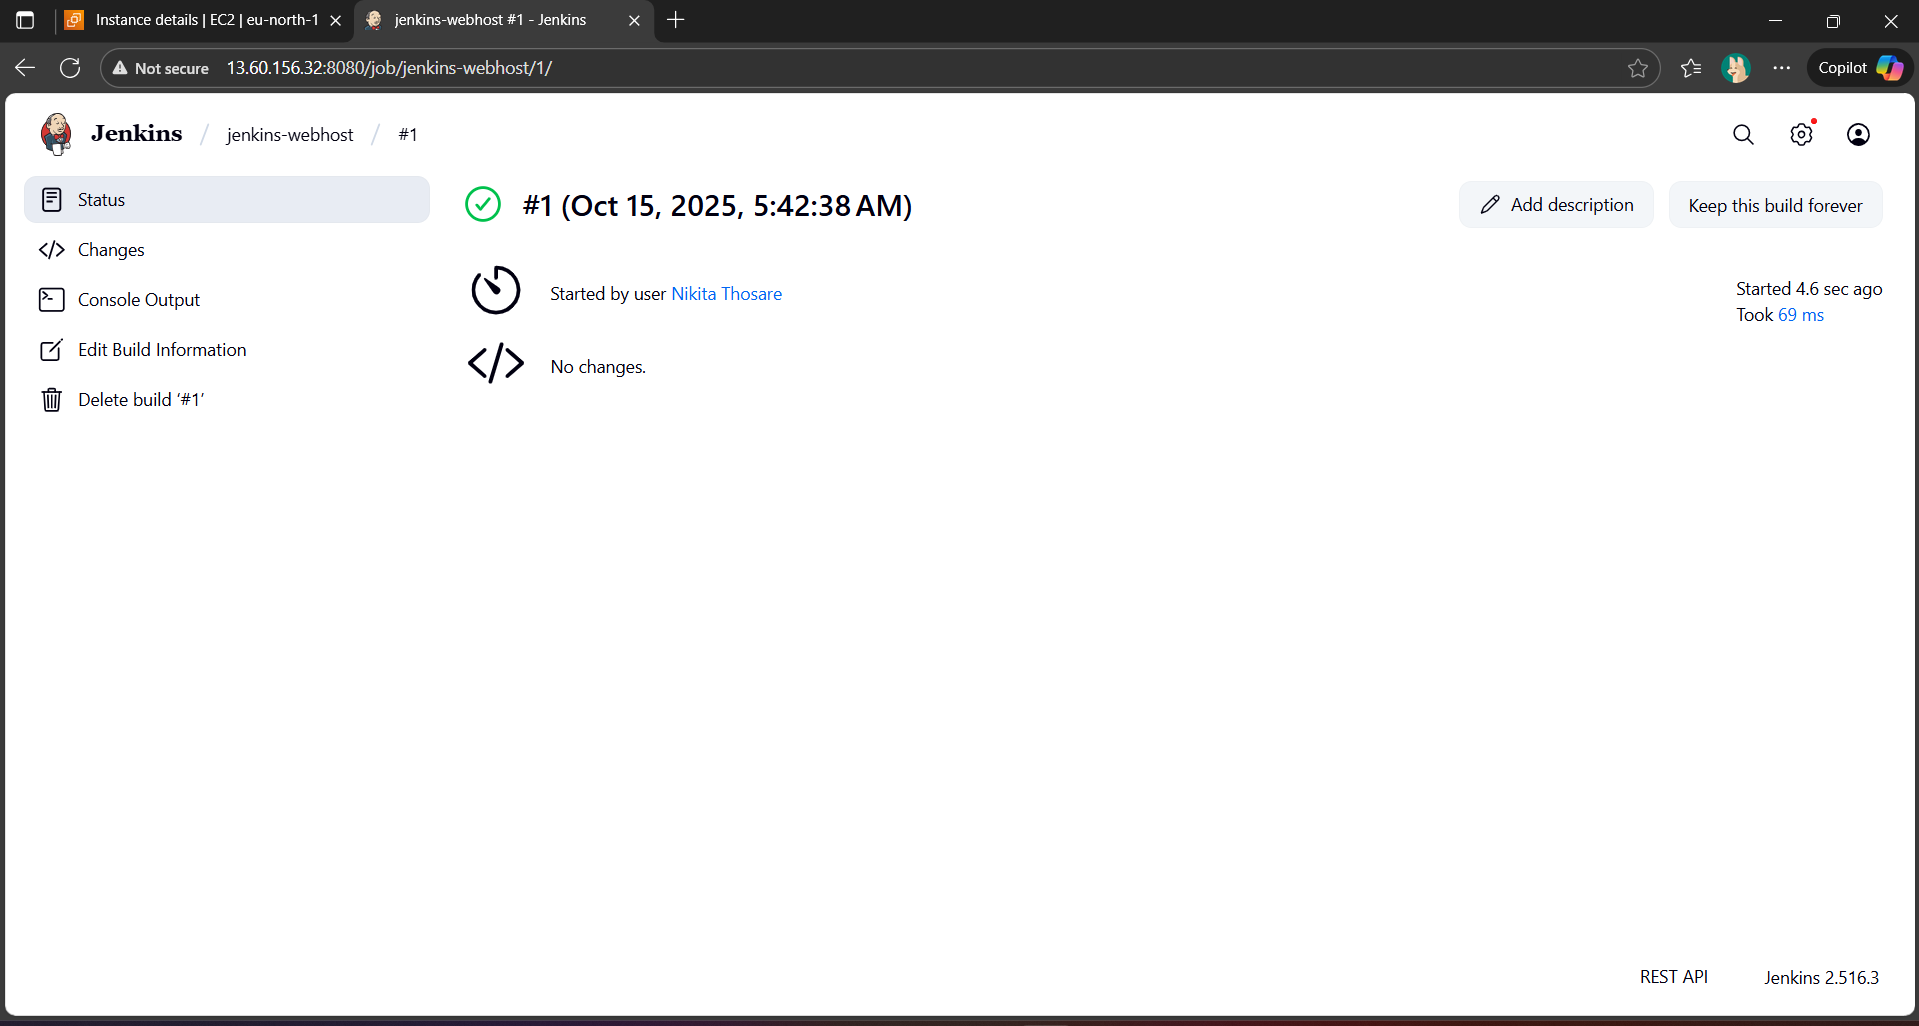 Instance details | EC2 | eu-north-1
jenkins-webhost #1 - Jenkins
Not secure 13.60.156.32:8080/job/jenkins-webhost/1/
Copilot
Jenkins / jenkins-webhost / #1
Status
Changes
Console Output
Edit Build Information
Delete build ‘#1’
#1 (Oct 15, 2025, 5:42:38 AM)
Add description
Keep this build forever
Started by user Nikita Thosare
Started 4.6 sec ago
Took 69 ms
No changes.
REST API
Jenkins 2.516.3